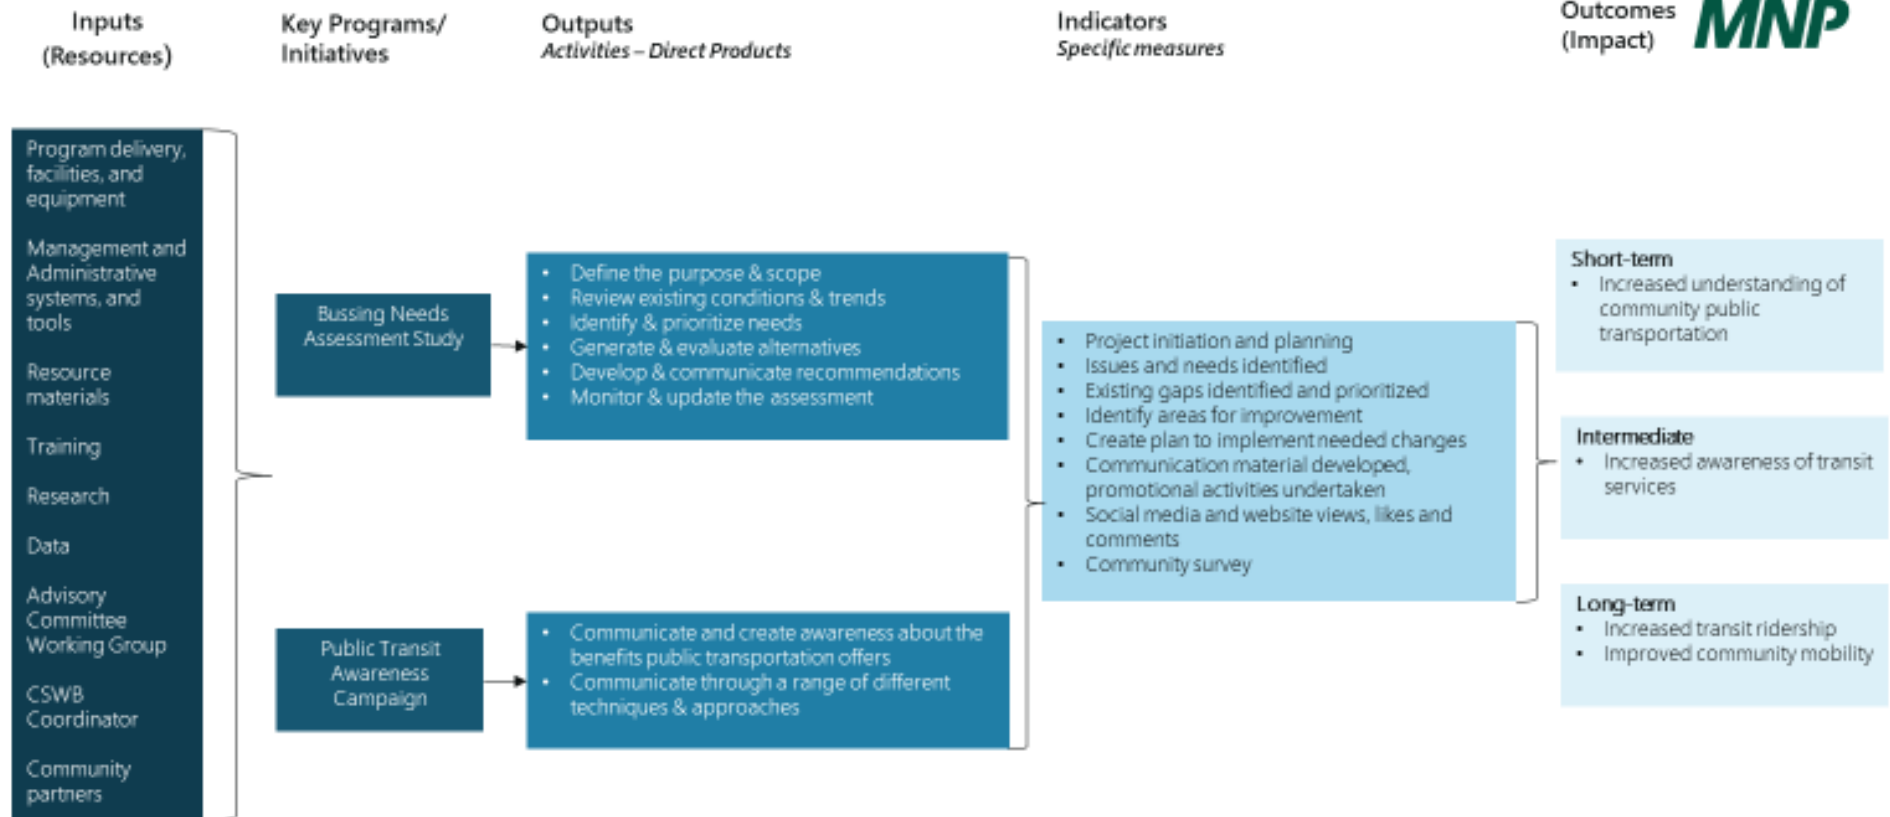 Inputs
(Resources)
Key Programs/
Initiatives
Outputs
Activities – Direct Products
Indicators
Specific measures
Outcomes
(Impact)
MNP
Program delivery,
facilities, and
equipment
Management and
Administrative
systems, and
tools
Resource
materials
Training
Research
Data
Advisory
Committee
Working Group
CSWB
Coordinator
Community
partners
Bussing Needs
Assessment Study
• Define the purpose & scope
• Review existing conditions & trends
• Identify & prioritize needs
• Generate & evaluate alternatives
• Develop & communicate recommendations
• Monitor & update the assessment
Public Transit
Awareness
Campaign
• Communicate and create awareness about the
benefits public transportation offers
• Communicate through a range of different
techniques & approaches
▪ Project initiation and planning
▪ Issues and needs identified
▪ Existing gaps identified and prioritized
▪ Identify areas for improvement
▪ Create plan to implement needed changes
▪ Communication material developed,
promotional activities undertaken
▪ Social media and website views, likes and
comments
▪ Community survey
Short-term
▪ Increased understanding of
community public
transportation
Intermediate
▪ Increased awareness of transit
services
Long-term
▪ Increased transit ridership
▪ Improved community mobility